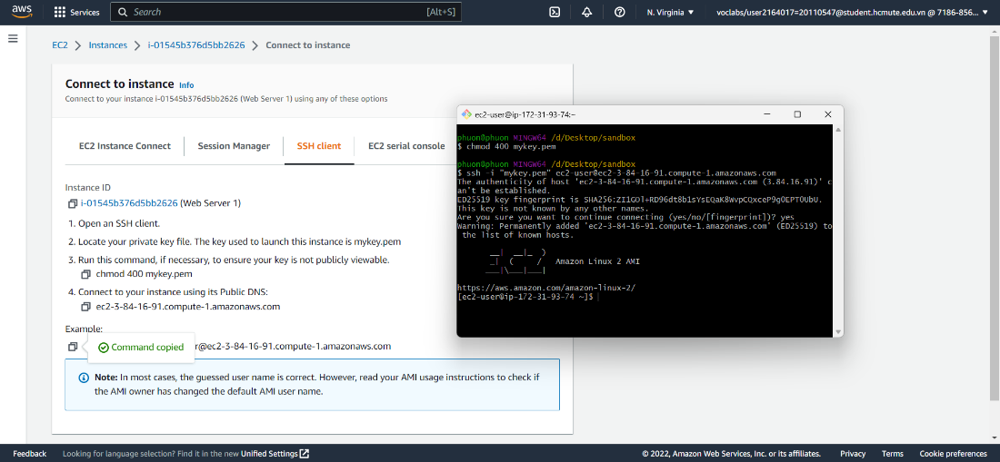 aws
Services
Search
[Alt+S]
N. Virginia
voclabs/user2164017=20110547@student.hcmute.edu.vn @ 7186-856...
EC2 > Instances > i-01545b376d5bb2626 > Connect to instance
Connect to instance Info
Connect to your instance i-01545b376d5bb2626 (Web Server 1) using any of these options
EC2 Instance Connect
Session Manager
SSH client
EC2 serial console
Instance ID
i-01545b376d5bb2626 (Web Server 1)
1. Open an SSH client.
2. Locate your private key file. The key used to launch this instance is mykey.pem
3. Run this command, if necessary, to ensure your key is not publicly viewable.
chmod 400 mykey.pem
4. Connect to your instance using its Public DNS:
ec2-3-84-16-91.compute-1.amazonaws.com
Example:
Command copied
r@ec2-3-84-16-91.compute-1.amazonaws.com
Note: In most cases, the guessed user name is correct. However, read your AMI usage instructions to check if
the AMI owner has changed the default AMI user name.
ec2-user@ip-172-31-93-74:~
phuon@phuon MINGW64 /d/Desktop/sandbox
$ chmod 400 mykey.pem
phuon@phuon MINGW64 /d/Desktop/sandbox
$ ssh -i "mykey.pem" ec2-user@ec2-3-84-16-91.compute-1.amazonaws.com
The authenticity of host 'ec2-3-84-16-91.compute-1.amazonaws.com (3.84.16.91)' c
an't be established.
ED25519 key fingerprint is
This key is not known by any other names.
Are you sure you want to continue connecting (yes/no/[fingerprint])? yes
Warning: Permanently added 'ec2-3-84-16-91.compute-1.amazonaws.com' (ED25519) to
the list of known hosts.
Amazon Linux 2 AMI
https://aws.amazon.com/amazon-linux-2/
[ec2-user@ip-172-31-93-74 ~]$
Feedback
Looking for language selection? Find it in the new Unified Settings
© 2022, Amazon Web Services, Inc. or its affiliates.
Privacy
Terms
Cookie preferences